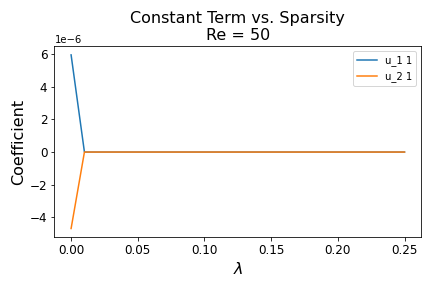 Constant Term vs. Sparsity
Re = 50
1e−6
6
4
2
0
−2
−4
Coefficient
u_1 1
u_2 1
0.00 0.05 0.10 0.15 0.20 0.25
λ